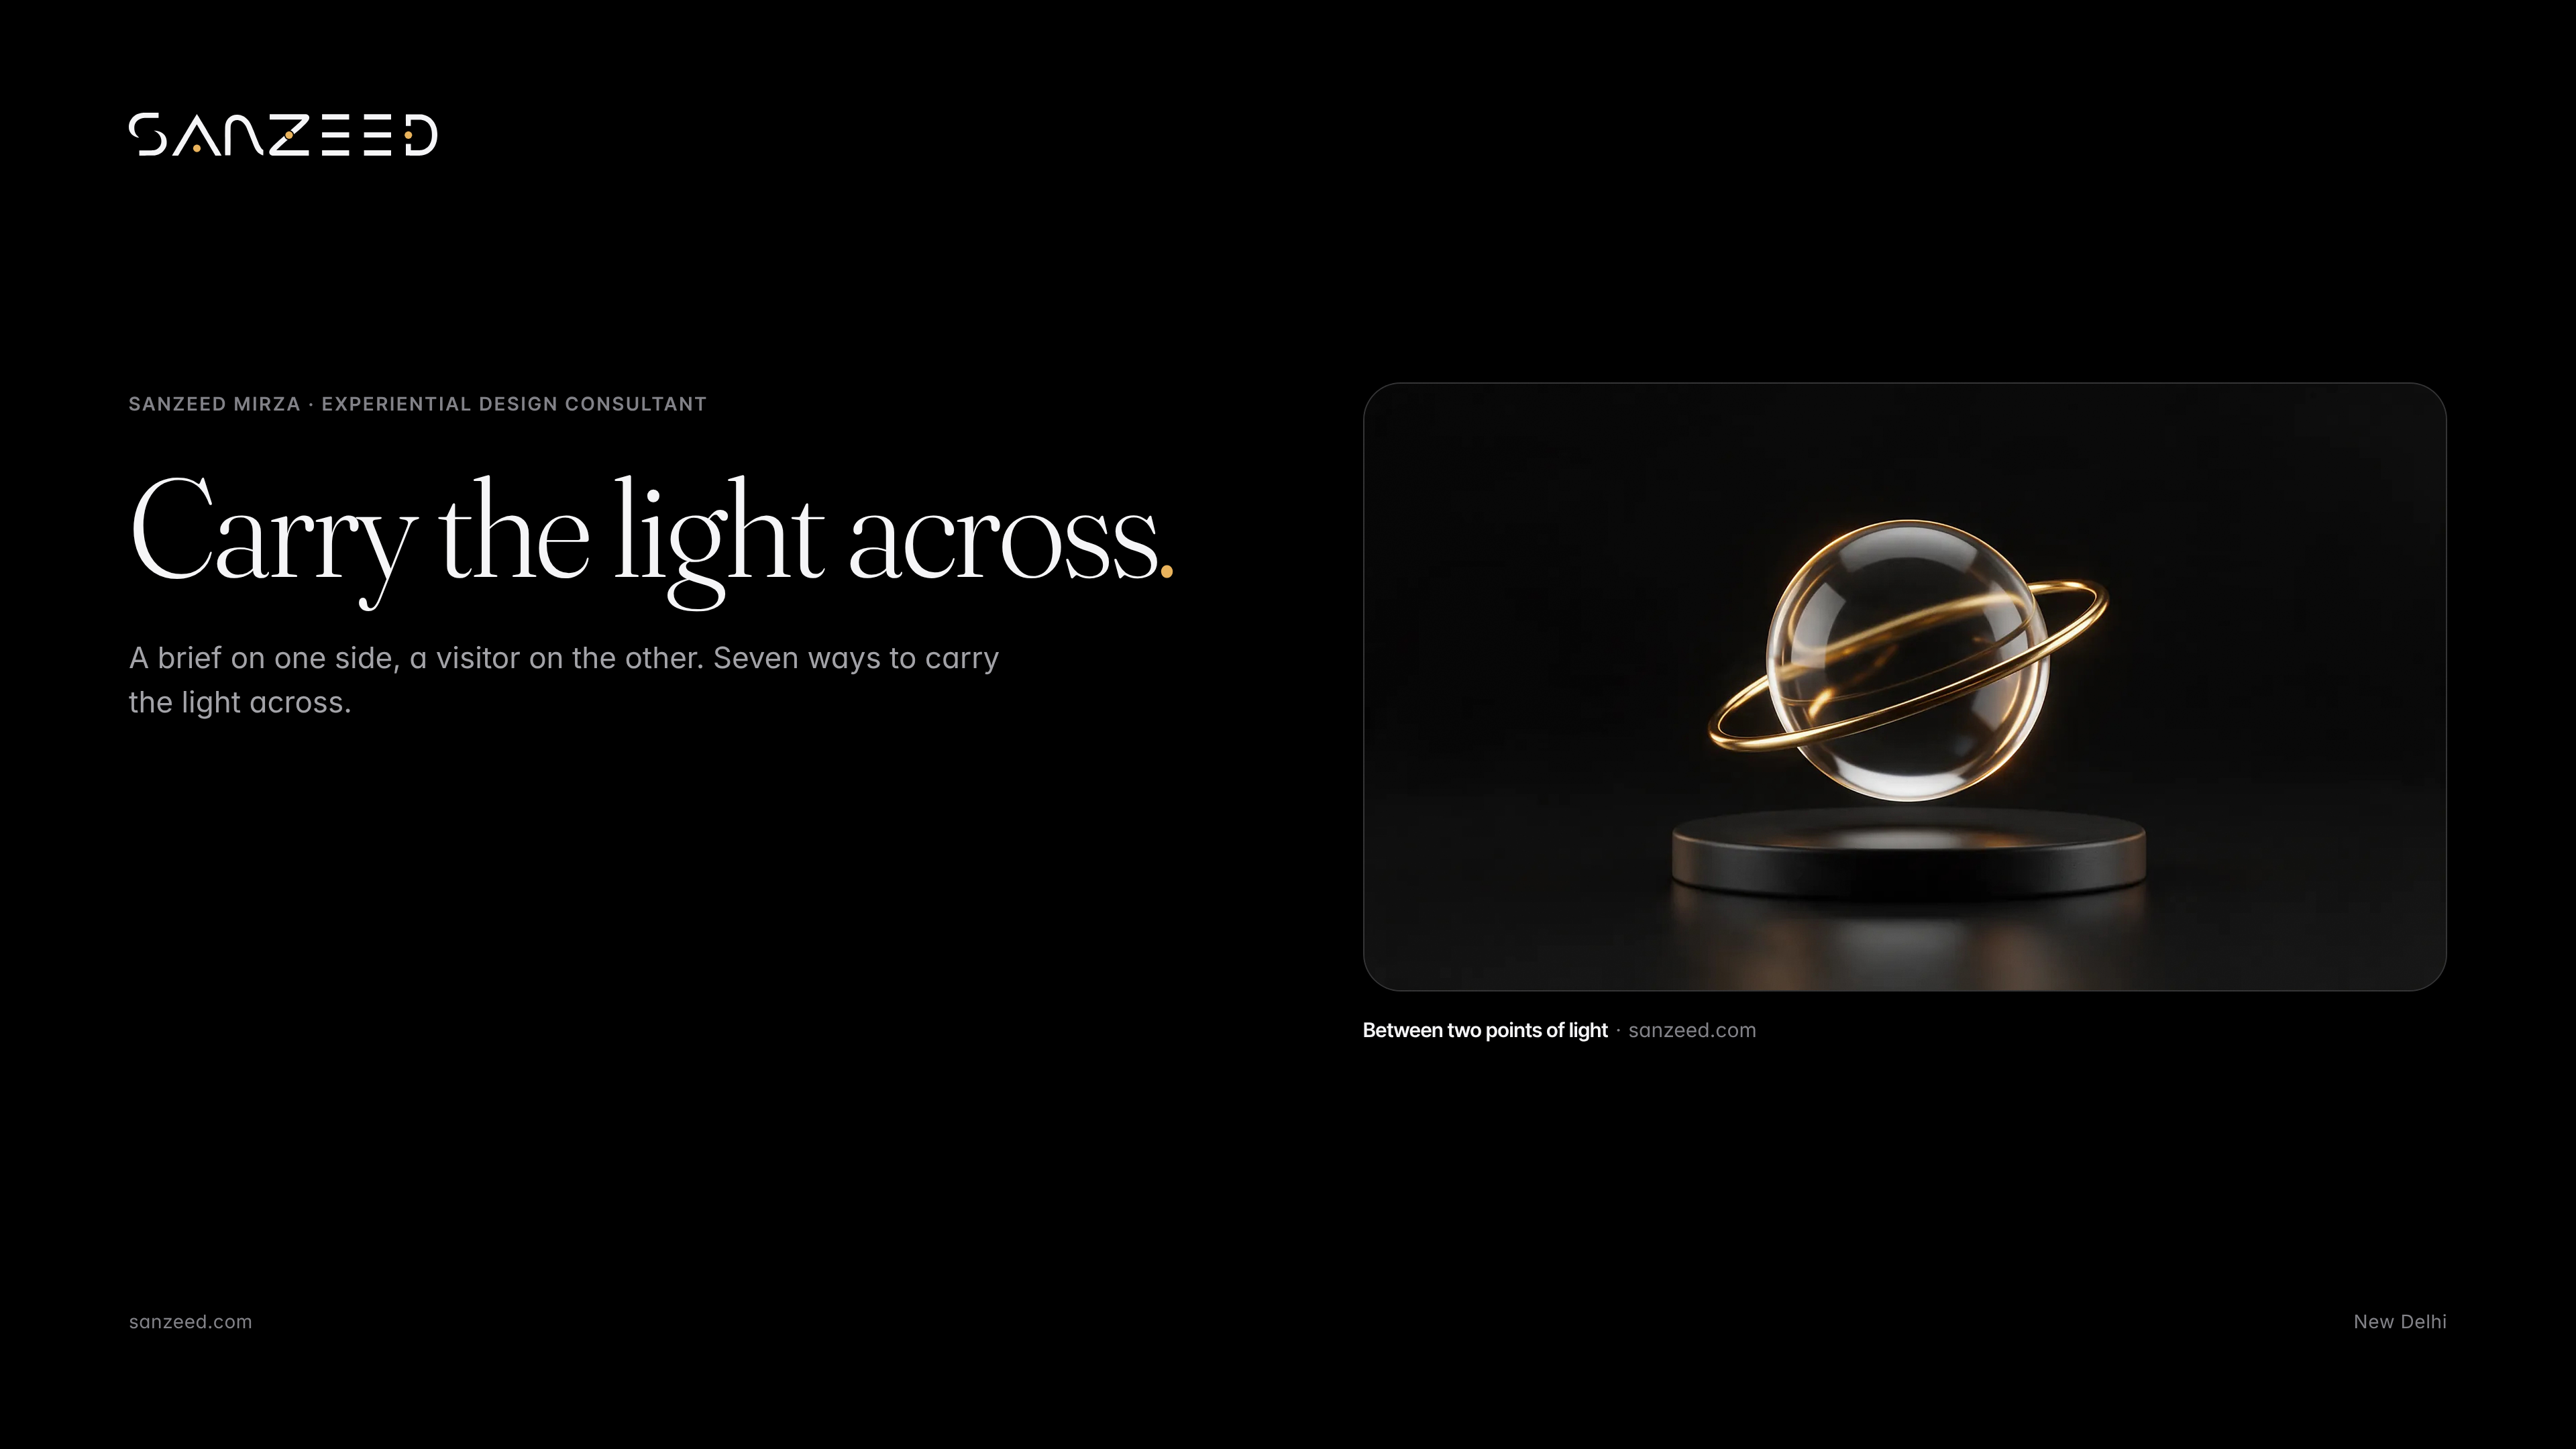 SANZEED
SANZEED MIRZA · EXPERIENTIAL DESIGN CONSULTANT
Carry the light across.
A brief on one side, a visitor on the other. Seven ways to carry
the light across.
Between two points of light · sanzeed.com
sanzeed.com
New Delhi